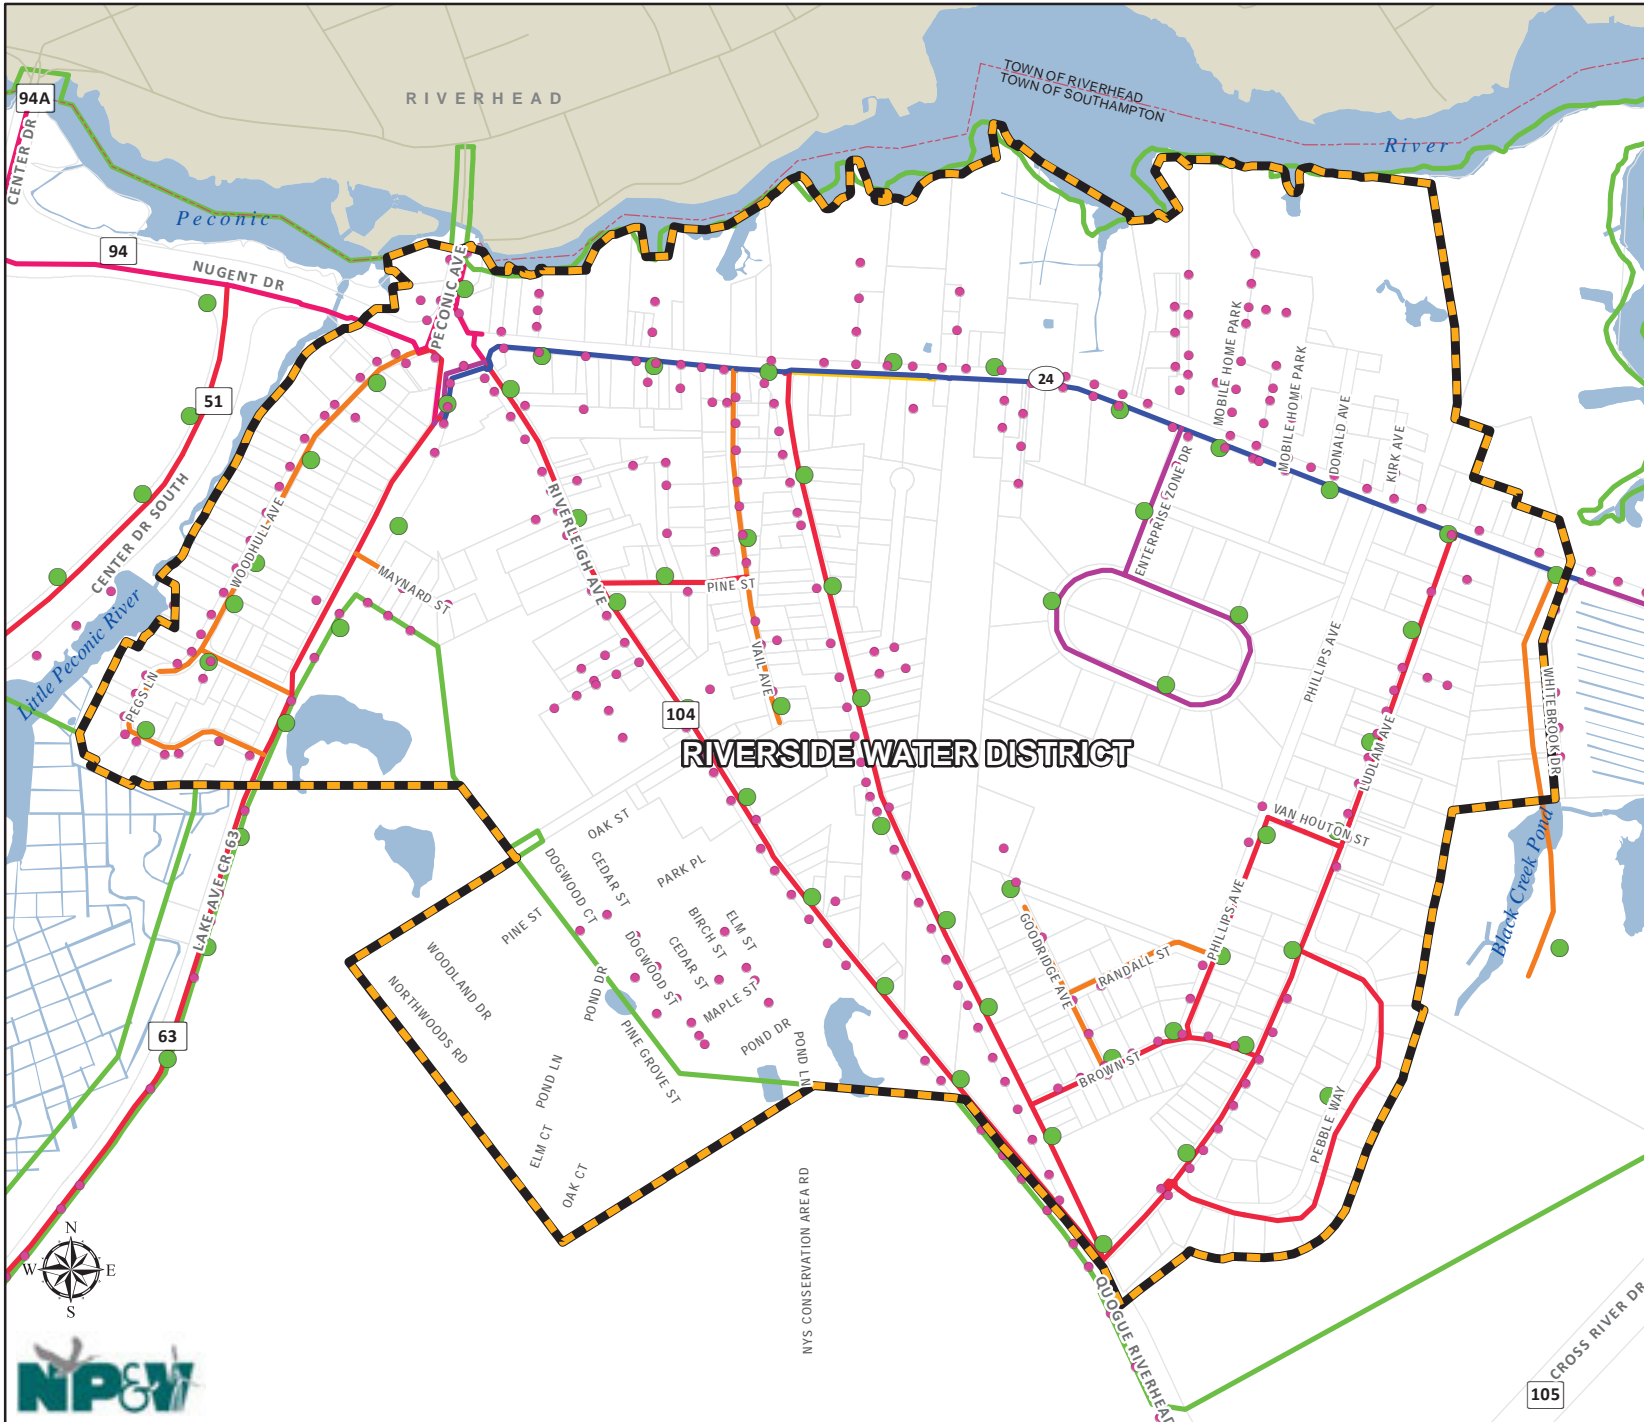 TOWN OF RIVERHEAD
TOWN OF SOUTHAMPTON
RIVERHEAD
94A
CENTER DR
River
Peconic
94
NUGENT DR
PECONIC AVE
24
51
MOBILE HOME PARK
MOBILE HOME PARK
DONALD AVE
KIRK AVE
ENTERPRISE ZONE DR
CENTER DR SOUTH
WOODHULL AVE
RIVERLEIGH AVE
MAYNARD ST
PINE ST
Little Peconic River
VAIL AVE
PHILLIPS AVE
WHITEBROOK DR
PEGS LN
104
RIVERSIDE WATER DISTRICT
LUDLAM AVE
VAN HOUTON ST
OAK ST
LAKE AVE CR 63
DOGWOOD CT
CEDAR ST
PARK PL
PINE ST
BIRCH ST
ELM ST
PHILLIPS AVE
Black Creek Pond
WOODLAND DR
DOGWOOD ST
CEDAR ST
GOODRIDGE AVE
RANDALL ST
NORTHWOODS RD
POND DR
MAPLE ST
63
PINE GROVE ST
POND DR
POND LN
BROWN ST
POND LN
ELM CT
OAK CT
PEBBLE WAY
NYS CONSERVATION AREA RD
N
W
E
S
QUOGUE RIVERHEAD
CROSS RIVER DR
105
NP&V